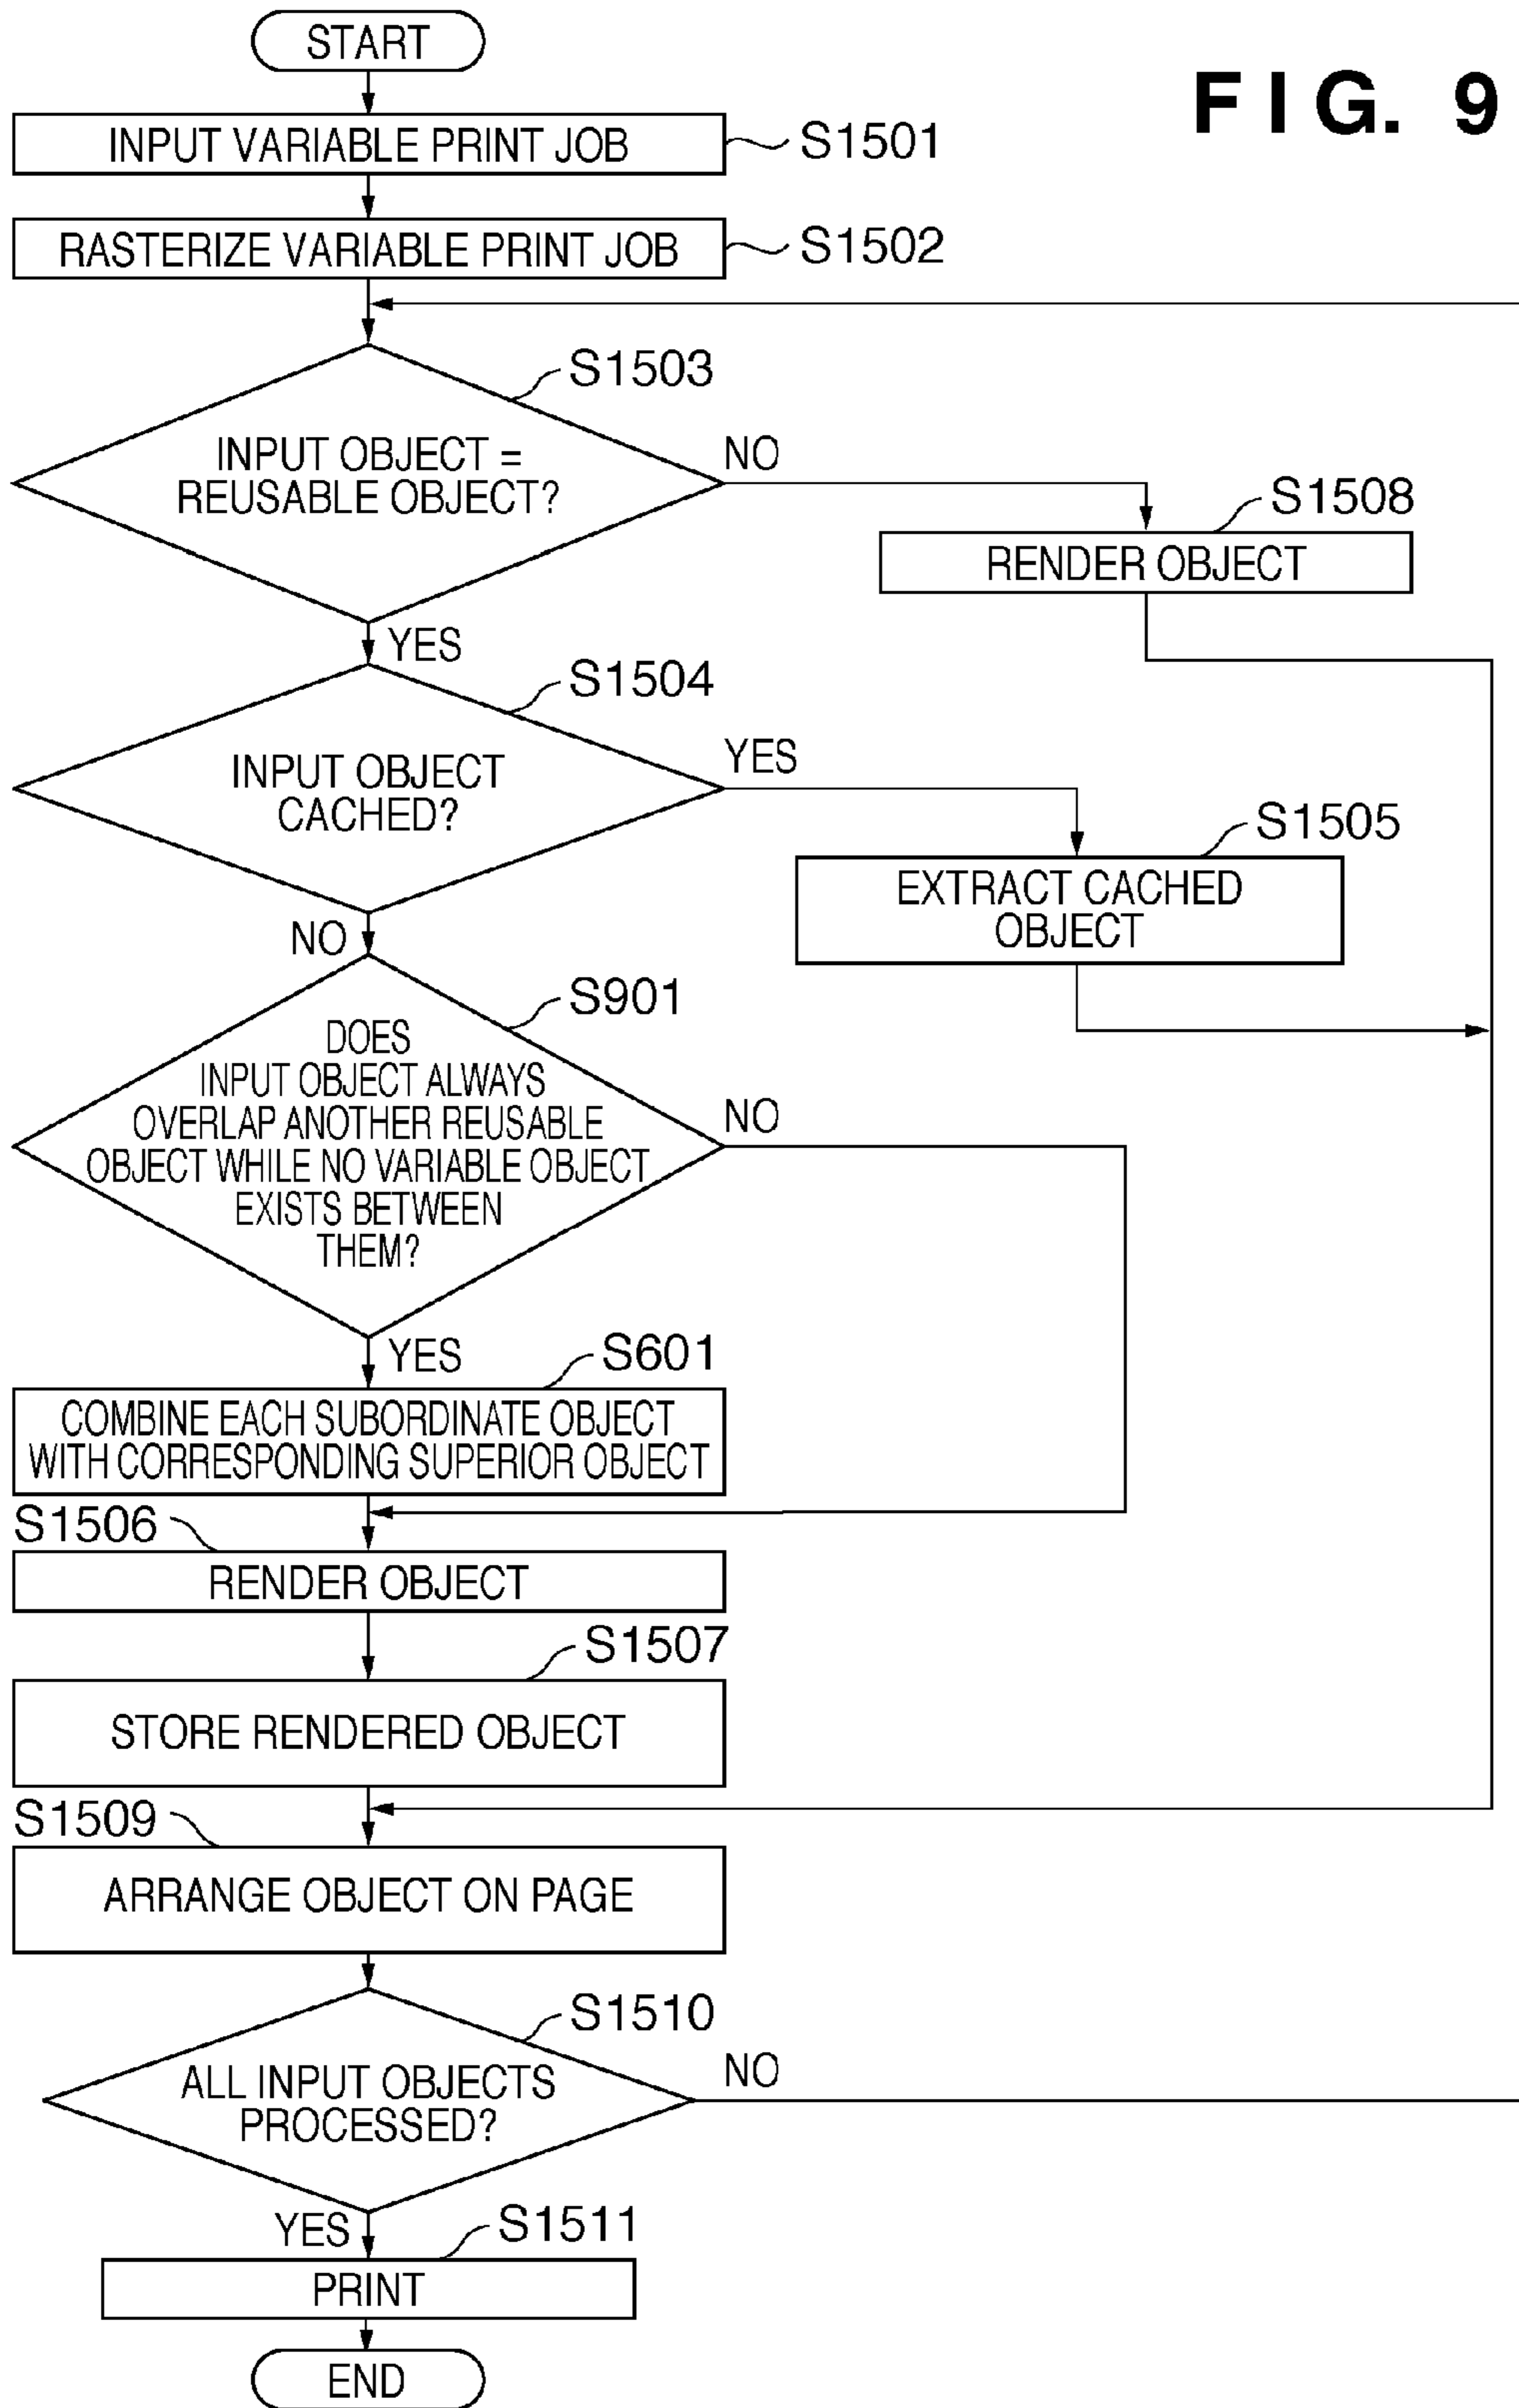 START
FIG. 9
INPUT VARIABLE PRINT JOB
S1501
RASTERIZE VARIABLE PRINT JOB
S1502
S1503
INPUT OBJECT =
REUSABLE OBJECT?
NO
S1508
RENDER OBJECT
YES
S1504
INPUT OBJECT
CACHED?
YES
S1505
EXTRACT CACHED
OBJECT
NO
S901
DOES
INPUT OBJECT ALWAYS
OVERLAP ANOTHER REUSABLE
OBJECT WHILE NO VARIABLE OBJECT
EXISTS BETWEEN
THEM?
NO
YES
S601
COMBINE EACH SUBORDINATE OBJECT
WITH CORRESPONDING SUPERIOR OBJECT
S1506
RENDER OBJECT
S1507
STORE RENDERED OBJECT
S1509
ARRANGE OBJECT ON PAGE
S1510
ALL INPUT OBJECTS
PROCESSED?
NO
YES
S1511
PRINT
END